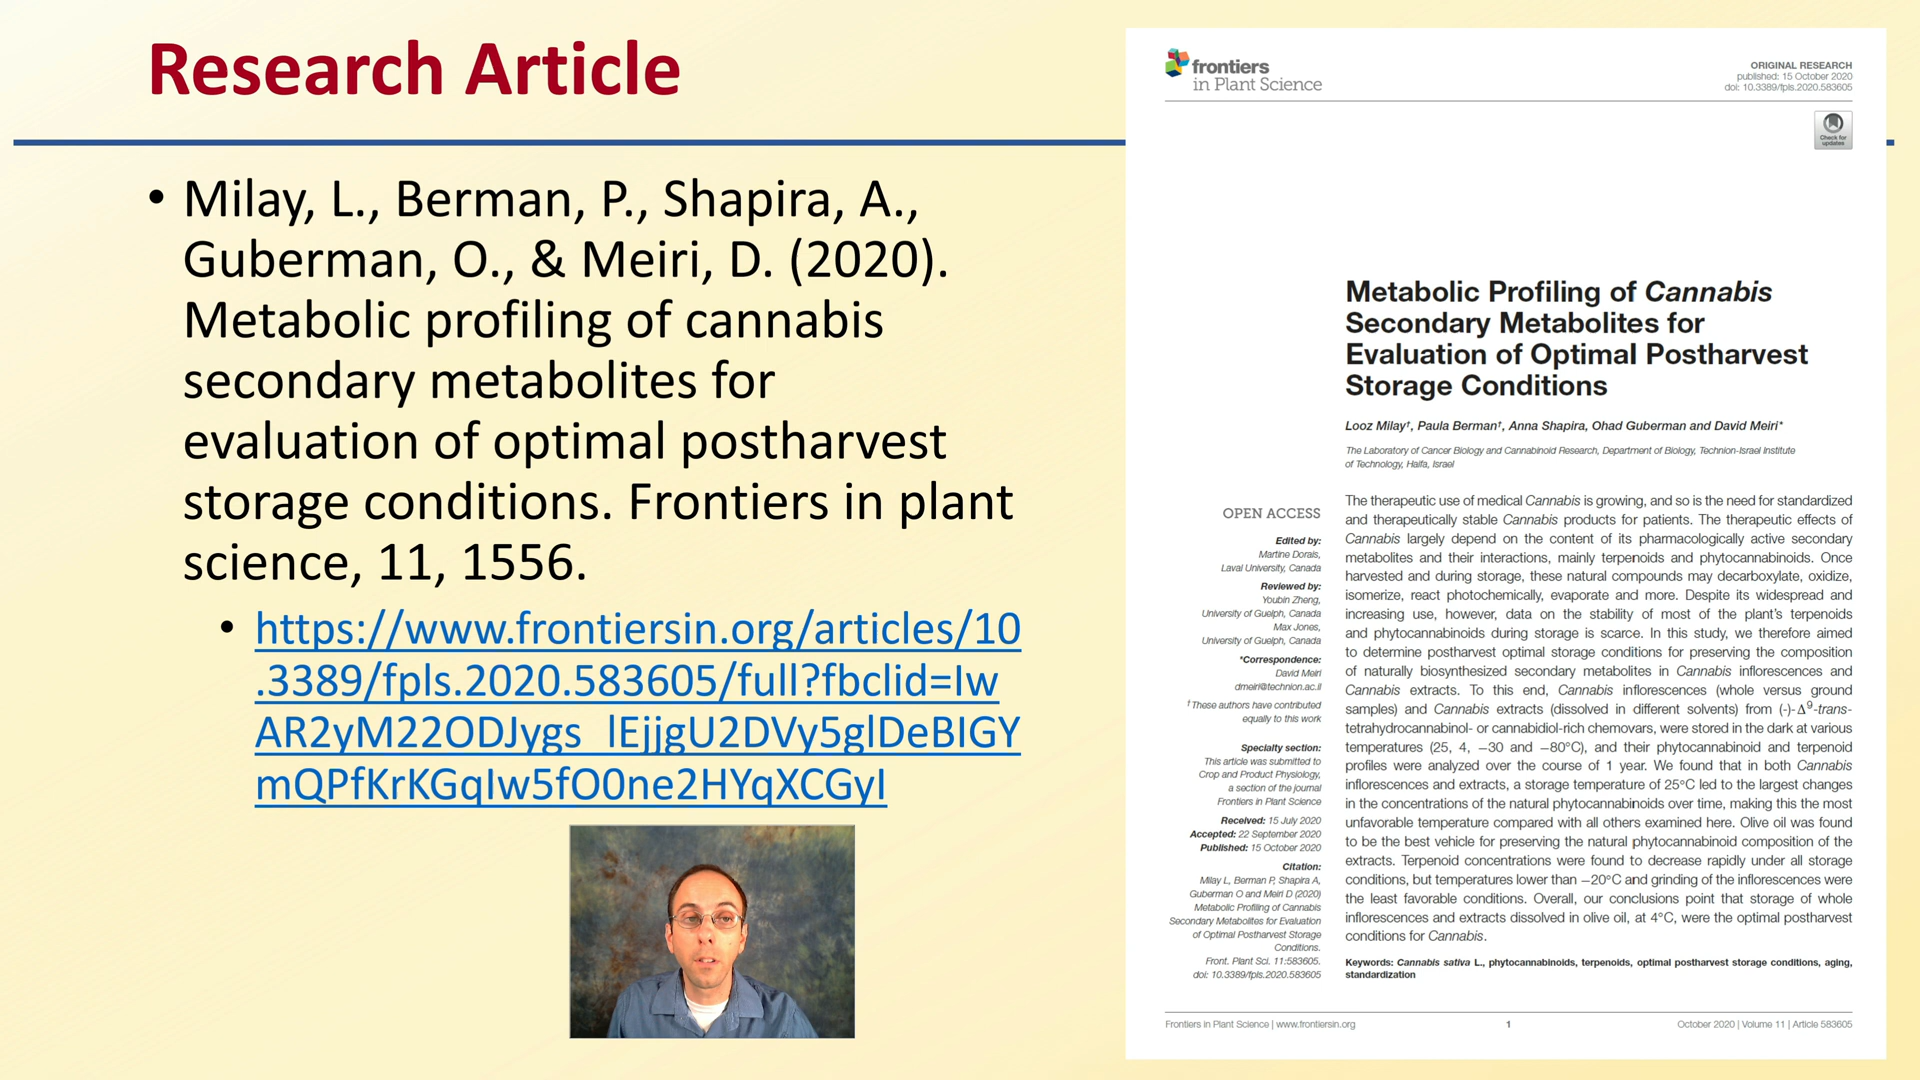 Research Article
• Milay, L., Berman, P., Shapira, A.,
Guberman, O., & Meiri, D. (2020).
Metabolic profiling of cannabis
secondary metabolites for
evaluation of optimal postharvest
storage conditions. Frontiers in plant
science, 11, 1556.
• https://www.frontiersin.org/articles/10
.3389/fpls.2020.583605/full?fbclid=Iw
AR2yM22ODJygs_lEjjgU2DVy5glDeBIGY
mQPfKrKGqIw5fO0ne2HYqXCGyI
frontiers
in Plant Science
ORIGINAL RESEARCH
published: 15 October 2020
doi: 10.3389/fpls.2020.583605
Check for
updates
Metabolic Profiling of Cannabis
Secondary Metabolites for
Evaluation of Optimal Postharvest
Storage Conditions
Looz Milay†, Paula Berman†, Anna Shapira, Ohad Guberman and David Meiri*
The Laboratory of Cancer Biology and Cannabinoid Research, Department of Biology, Technion-Israel Institute
of Technology, Haifa, Israel
OPEN ACCESS
Edited by:
Martine Dorais,
Laval University, Canada
Reviewed by:
Youbin Zheng,
University of Guelph, Canada
Max Jones,
University of Guelph, Canada
*Correspondence:
David Meiri
dmeiri@technion.ac.il
†These authors have contributed
equally to this work
Specialty section:
This article was submitted to
Crop and Product Physiology,
a section of the journal
Frontiers in Plant Science
Received: 15 July 2020
Accepted: 22 September 2020
Published: 15 October 2020
Citation:
Milay L, Berman P, Shapira A,
Guberman O and Meiri D (2020)
Metabolic Profiling of Cannabis
Secondary Metabolites for Evaluation
of Optimal Postharvest Storage
Conditions.
Front. Plant Sci. 11:583605.
doi: 10.3389/fpls.2020.583605
The therapeutic use of medical Cannabis is growing, and so is the need for standardized
and therapeutically stable Cannabis products for patients. The therapeutic effects of
Cannabis largely depend on the content of its pharmacologically active secondary
metabolites and their interactions, mainly terpenoids and phytocannabinoids. Once
harvested and during storage, these natural compounds may decarboxylate, oxidize,
isomerize, react photochemically, evaporate and more. Despite its widespread and
increasing use, however, data on the stability of most of the plant's terpenoids
and phytocannabinoids during storage is scarce. In this study, we therefore aimed
to determine postharvest optimal storage conditions for preserving the composition
of naturally biosynthesized secondary metabolites in Cannabis inflorescences and
Cannabis extracts. To this end, Cannabis inflorescences (whole versus ground
samples) and Cannabis extracts (dissolved in different solvents) from (-)-Δ9-trans-
tetrahydrocannabinol- or cannabidiol-rich chemovars, were stored in the dark at various
temperatures (25, 4, −30 and −80°C), and their phytocannabinoid and terpenoid
profiles were analyzed over the course of 1 year. We found that in both Cannabis
inflorescences and extracts, a storage temperature of 25°C led to the largest changes
in the concentrations of the natural phytocannabinoids over time, making this the most
unfavorable temperature compared with all others examined here. Olive oil was found
to be the best vehicle for preserving the natural phytocannabinoid composition of the
extracts. Terpenoid concentrations were found to decrease rapidly under all storage
conditions, but temperatures lower than −20°C and grinding of the inflorescences were
the least favorable conditions. Overall, our conclusions point that storage of whole
inflorescences and extracts dissolved in olive oil, at 4°C, were the optimal postharvest
conditions for Cannabis.
Keywords: Cannabis sativa L., phytocannabinoids, terpenoids, optimal postharvest storage conditions, aging,
standardization
Frontiers in Plant Science | www.frontiersin.org
1
October 2020 | Volume 11 | Article 583605